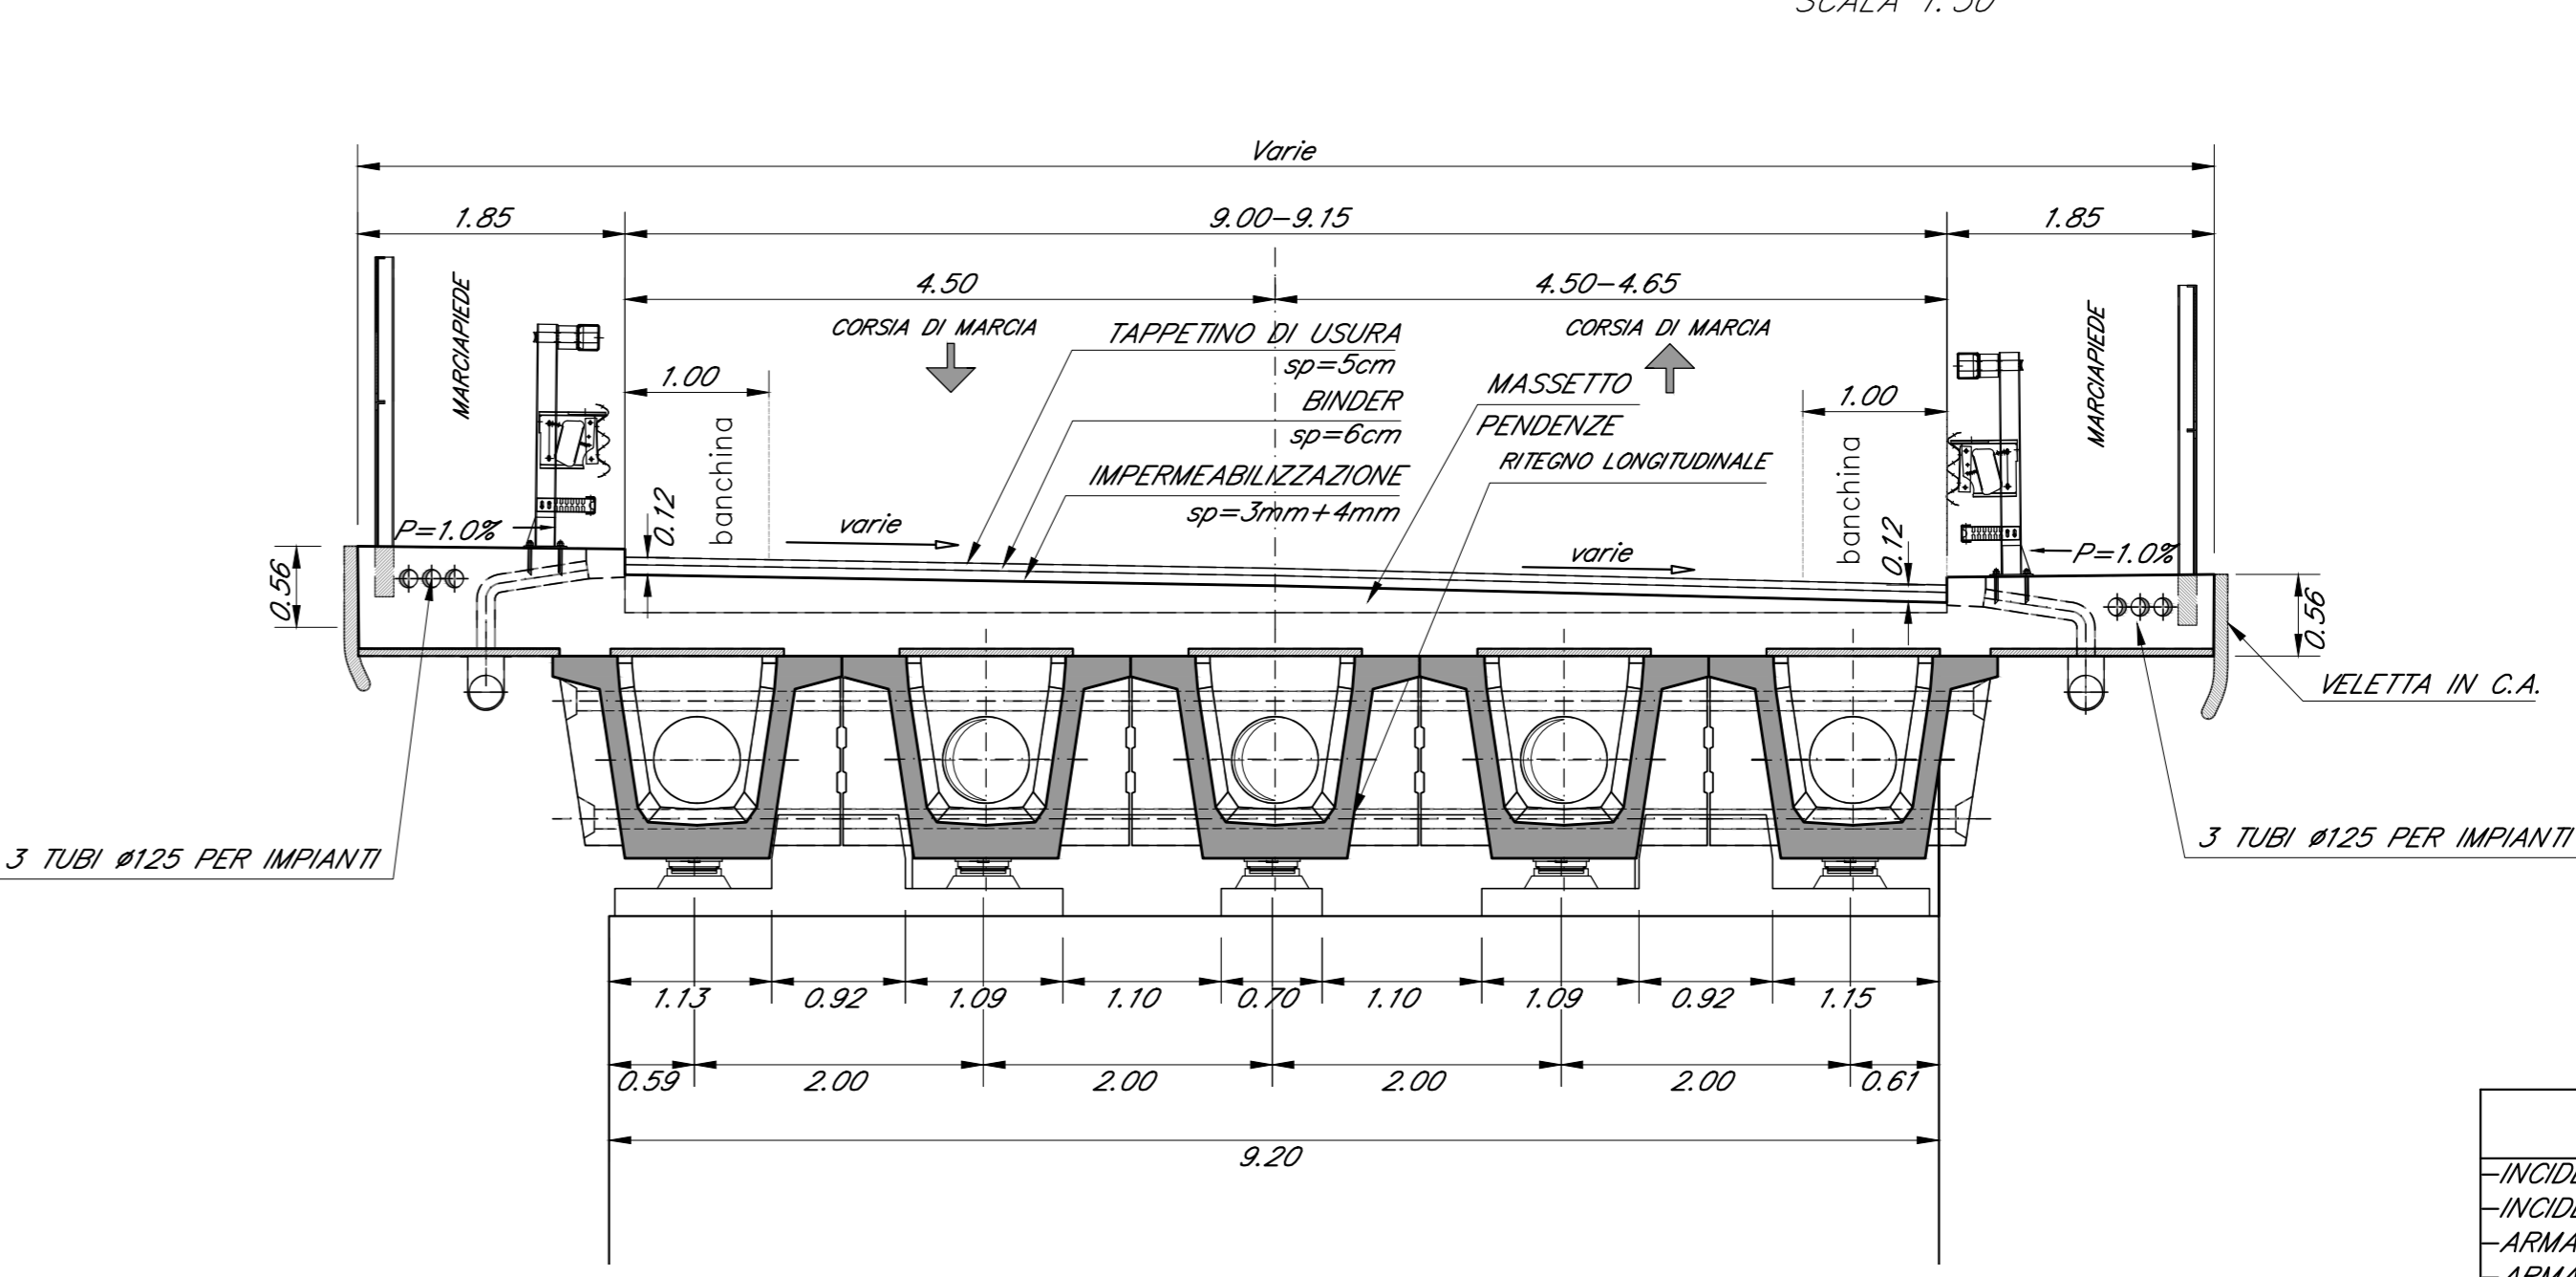 SCALA 1:50
Varie
1.85
9.00-9.15
1.85
4.50
4.50-4.65
MARCIAPIEDE
CORSIA DI MARCIA
TAPPETINO DI USURA
sp=5cm
CORSIA DI MARCIA
MARCIAPIEDE
1.00
BINDER
sp=6cm
MASSETTO
PENDENZE
1.00
banchina
IMPERMEABILIZZAZIONE
sp=3mm+4mm
RITEGNO LONGITUDINALE
banchina
P=1.0%
0.12
varie
varie
0.12
P=1.0%
0.56
0.56
VELETTA IN C.A.
3 TUBI ø125 PER IMPIANTI
3 TUBI ø125 PER IMPIANTI
1.13
0.92
1.09
1.10
0.70
1.10
1.09
0.92
1.15
0.59
2.00
2.00
2.00
2.00
0.61
9.20